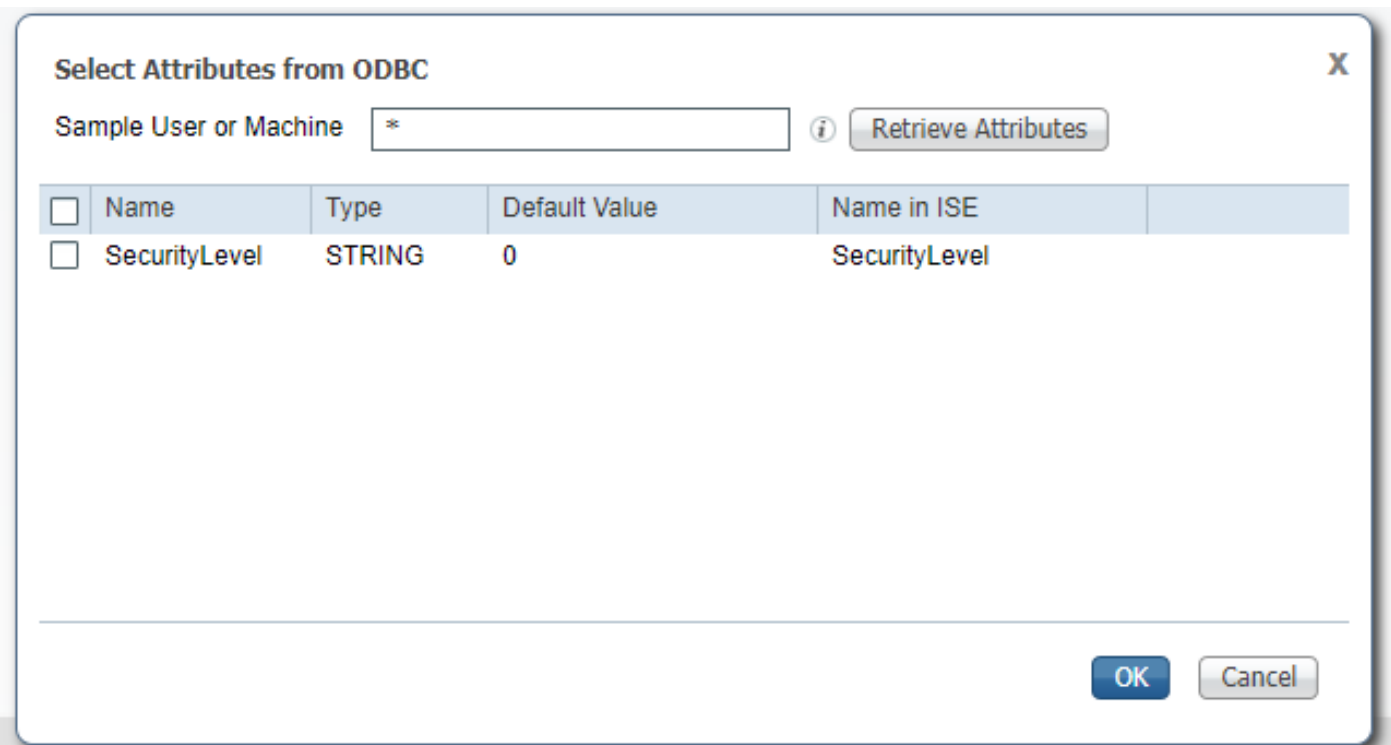 Select Attributes from ODBC X
Sample User or Machine * i Retrieve Attributes
Name Type Default Value Name in ISE
SecurityLevel STRING 0 SecurityLevel
OK Cancel